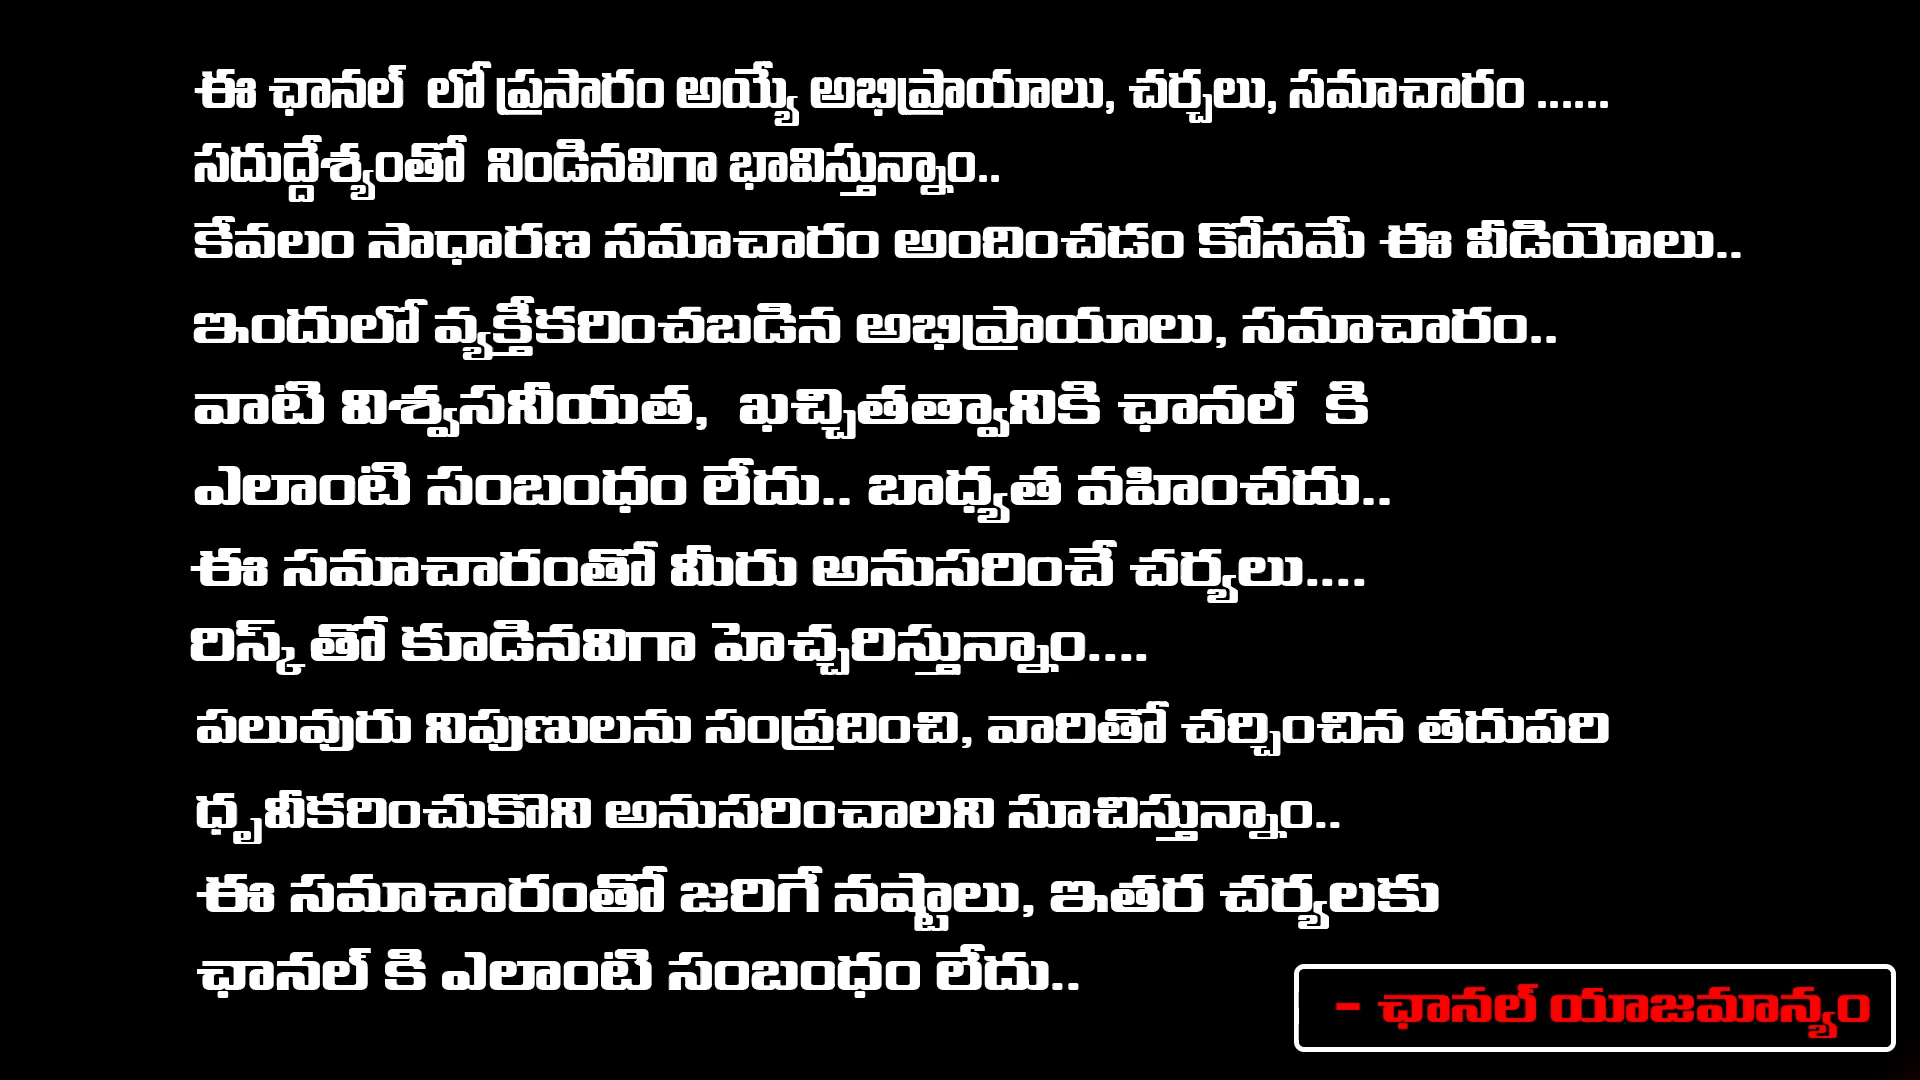 ఈ ఛానల్ లో ప్రసారం అయ్యే అభిప్రాయాలు, చర్చలు, సమాచారం ......
సదుద్దేశ్యంతో నిండినవిగా భావిస్తున్నాం..
కేవలం సాధారణ సమాచారం అందించడం కోసమే ఈ వీడియోలు..
ఇందులో వ్యక్తీకరించబడిన అభిప్రాయాలు, సమాచారం..
వాటి విశ్వసనీయత, ఖచ్చితత్వానికి ఛానల్ కి
ఎలాంటి సంబంధం లేదు.. బాధ్యత వహించదు..
ఈ సమాచారంతో మీరు అనుసరించే చర్యలు....
రిస్క్ తో కూడినవిగా హెచ్చరిస్తున్నాం....
పలువురు నిపుణులను సంప్రదించి, వారితో చర్చించిన తదుపరి
ధృవీకరించుకొని అనుసరించాలని సూచిస్తున్నాం..
ఈ సమాచారంతో జరిగే నష్టాలు, ఇతర చర్యలకు
ఛానల్ కి ఎలాంటి సంబంధం లేదు..
- ఛానల్ యాజమాన్యం